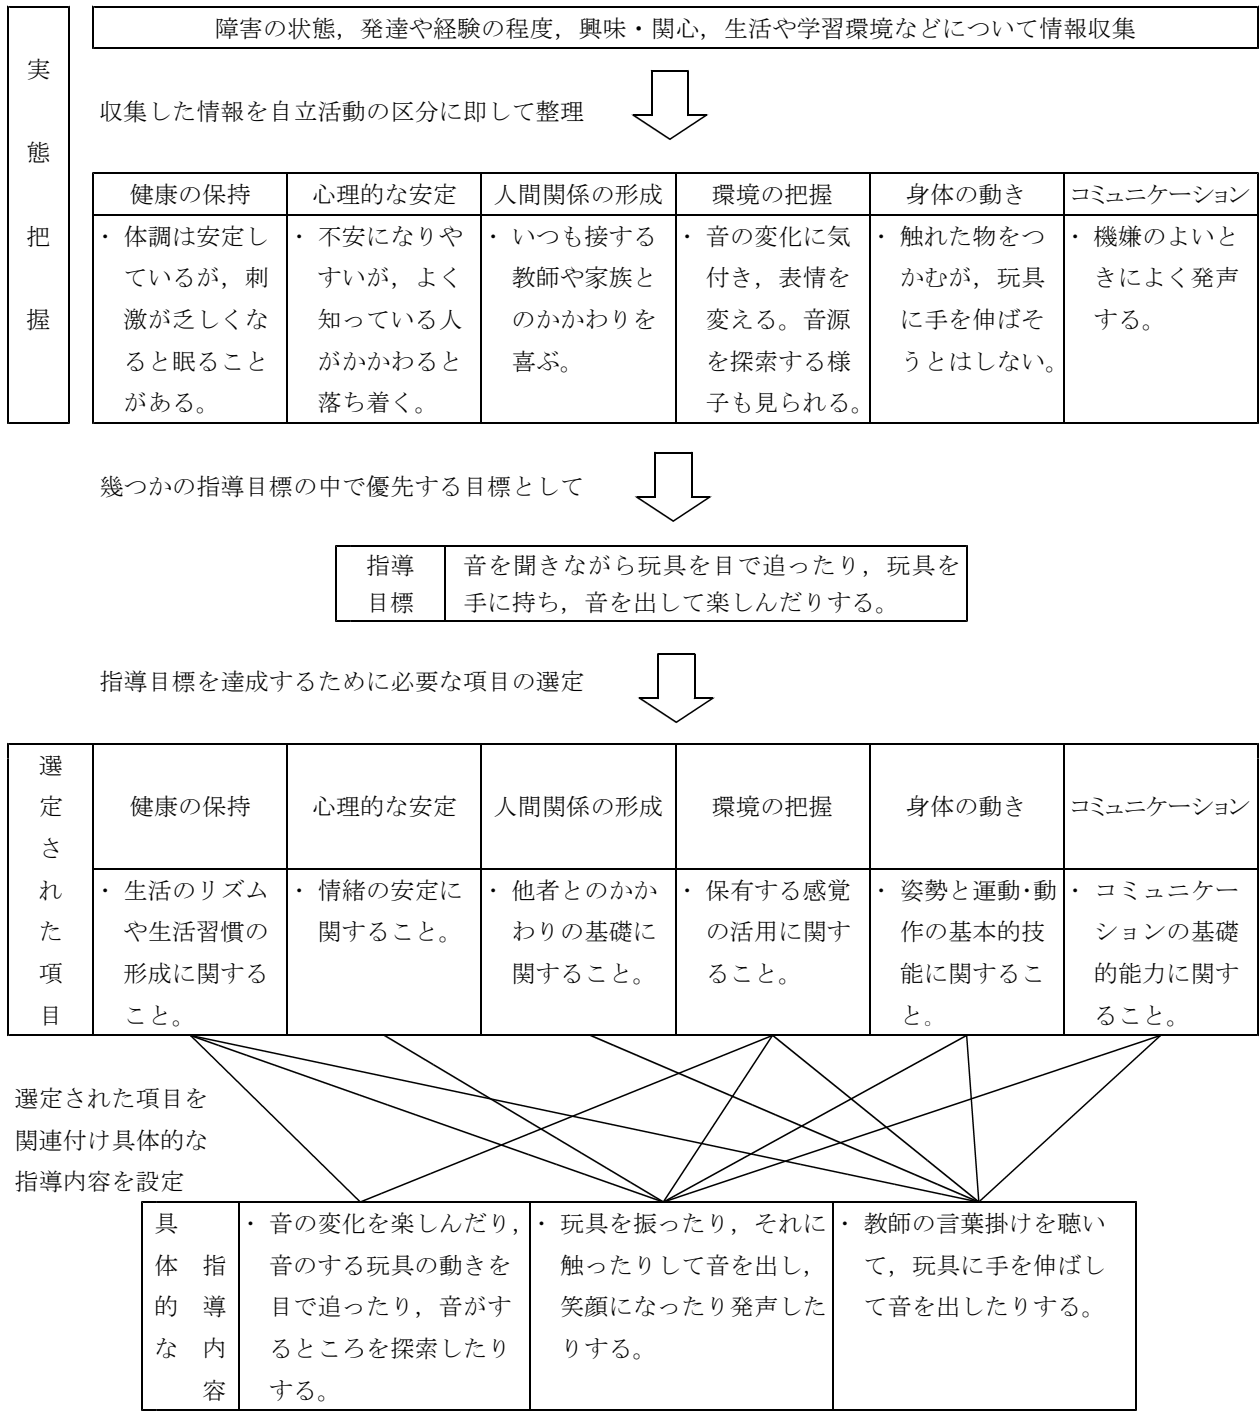 実態把握
障害の状態，発達や経験の程度，興味・関心，生活や学習環境などについて情報収集
収集した情報を自立活動の区分に即して整理
健康の保持
・ 体調は安定し
ているが，刺
激が乏しくな
ると眠ること
がある。
心理的な安定
・ 不安になりや
すいが，よく
知っている人
がかかわると
落ち着く。
人間関係の形成
・ いつも接する
教師や家族と
のかかわりを
喜ぶ。
環境の把握
・ 音の変化に気
付き，表情を
変える。音源
を探索する様
子も見られる。
身体の動き
・ 触れた物をつ
かむが，玩具
に手を伸ばそ
うとはしない。
コミュニケーション
・ 機嫌のよいと
きによく発声
する。
幾つかの指導目標の中で優先する目標として
指導
目標
音を聞きながら玩具を目で追ったり，玩具を
手に持ち，音を出して楽しんだりする。
指導目標を達成するために必要な項目の選定
選定された項目
健康の保持
・ 生活のリズム
や生活習慣の
形成に関する
こと。
心理的な安定
・ 情緒の安定に
関すること。
人間関係の形成
・ 他者とのかか
わりの基礎に
関すること。
環境の把握
・ 保有する感覚
の活用に関す
ること。
身体の動き
・ 姿勢と運動・動
作の基本的技
能に関するこ
と。
コミュニケーション
・ コミュニケー
ションの基礎
的能力に関す
ること。
選定された項目を
関連付け具体的な
指導内容を設定
具体的な
指導内容
・ 音の変化を楽しんだり，
音のする玩具の動きを
目で追ったり，音がす
るところを探索したり
する。
・ 玩具を振ったり，それに
触ったりして音を出し，
笑顔になったり発声した
りする。
・ 教師の言葉掛けを聴い
て，玩具に手を伸ばし
て音を出したりする。